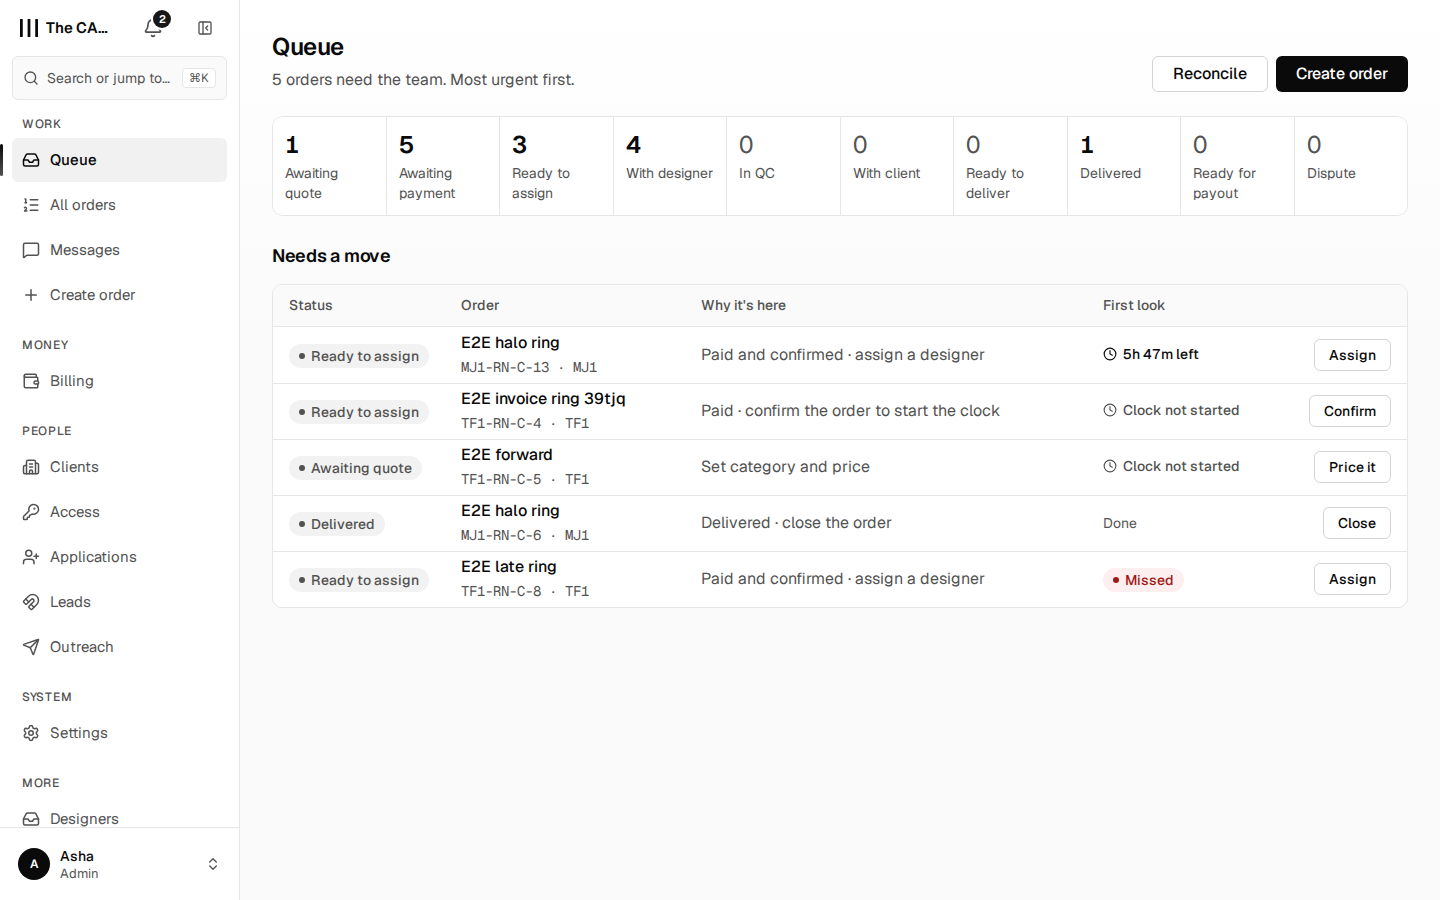 The CA...
2
Search or jump to...
⌘K
WORK
Queue
All orders
Messages
Create order
MONEY
Billing
PEOPLE
Clients
Access
Applications
Leads
Outreach
SYSTEM
Settings
MORE
Designers
A
Asha
Admin
Queue
5 orders need the team. Most urgent first.
Reconcile
Create order
1
Awaiting
quote
5
Awaiting
payment
3
Ready to
assign
4
With designer
0
In QC
0
With client
0
Ready to
deliver
1
Delivered
0
Ready for
payout
0
Dispute
Needs a move
Status Order Why it's here First look
Ready to assign
E2E halo ring
MJ1-RN-C-13 · MJ1
Paid and confirmed · assign a designer
5h 47m left
Assign
Ready to assign
E2E invoice ring 39tjq
TF1-RN-C-4 · TF1
Paid · confirm the order to start the clock
Clock not started
Confirm
Awaiting quote
E2E forward
TF1-RN-C-5 · TF1
Set category and price
Clock not started
Price it
Delivered
E2E halo ring
MJ1-RN-C-6 · MJ1
Delivered · close the order
Done
Close
Ready to assign
E2E late ring
TF1-RN-C-8 · TF1
Paid and confirmed · assign a designer
Missed
Assign